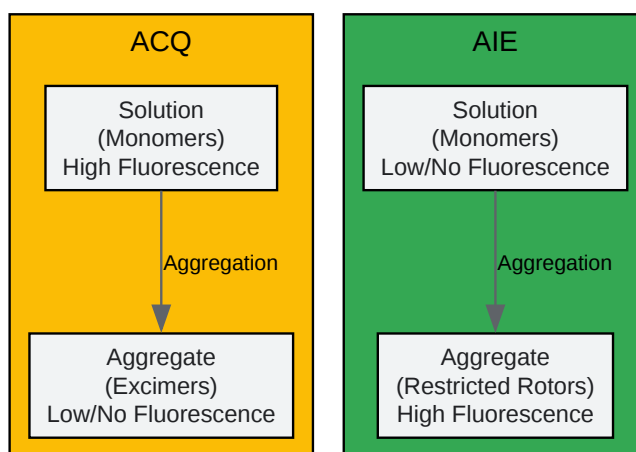 ACQ
Solution
(Monomers)
High Fluorescence
Aggregation
Aggregate
(Excimers)
Low/No Fluorescence
AIE
Solution
(Monomers)
Low/No Fluorescence
Aggregation
Aggregate
(Restricted Rotors)
High Fluorescence